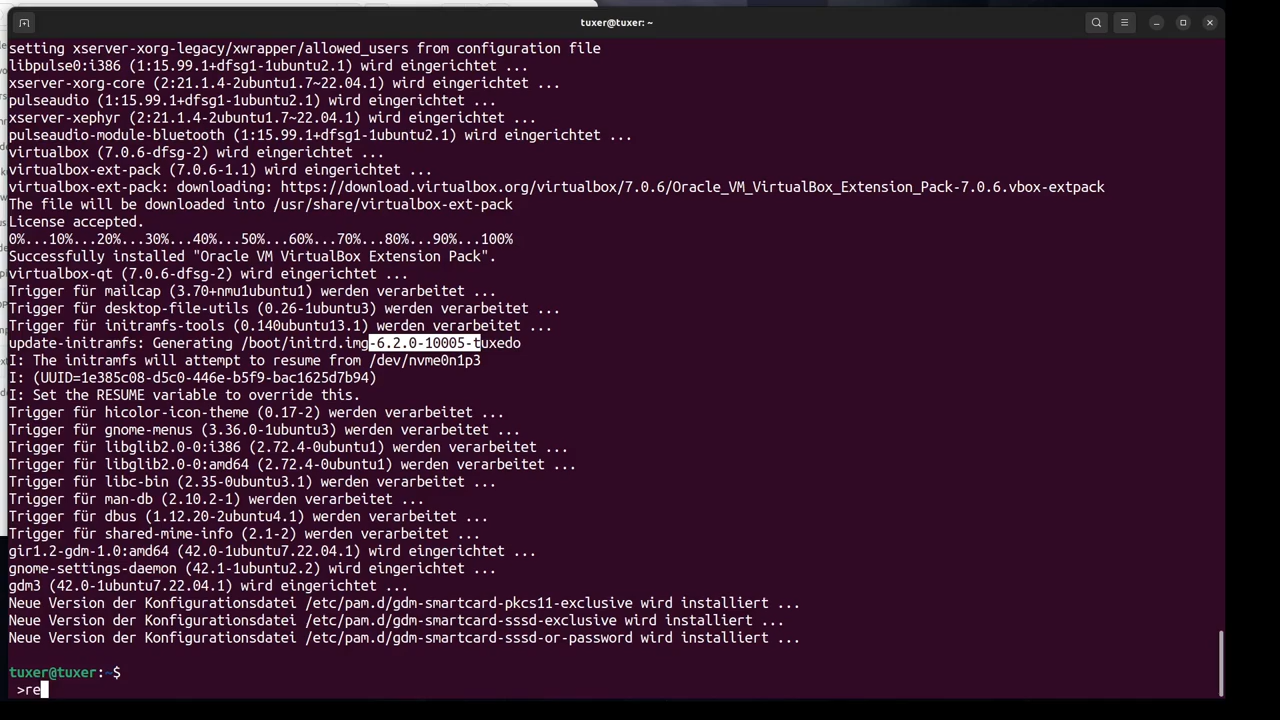 tuxer@tuxer: ~
setting xserver-xorg-legacy/xwrapper/allowed_users from configuration file
libpulse0:i386 (1:15.99.1+dfsg1-1ubuntu2.1) wird eingerichtet ...
xserver-xorg-core (2:21.1.4-2ubuntu1.7~22.04.1) wird eingerichtet ...
pulseaudio (1:15.99.1+dfsg1-1ubuntu2.1) wird eingerichtet ...
xserver-xephyr (2:21.1.4-2ubuntu1.7~22.04.1) wird eingerichtet ...
pulseaudio-module-bluetooth (1:15.99.1+dfsg1-1ubuntu2.1) wird eingerichtet ...
virtualbox (7.0.6-dfsg-2) wird eingerichtet ...
virtualbox-ext-pack (7.0.6-1.1) wird eingerichtet ...
virtualbox-ext-pack: downloading: https://download.virtualbox.org/virtualbox/7.0.6/Oracle_VM_VirtualBox_Extension_Pack-7.0.6.vbox-extpack
The file will be downloaded into /usr/share/virtualbox-ext-pack
License accepted.
0%...10%...20%...30%...40%...50%...60%...70%...80%...90%...100%
Successfully installed "Oracle VM VirtualBox Extension Pack".
virtualbox-qt (7.0.6-dfsg-2) wird eingerichtet ...
Trigger für mailcap (3.70+nmu1ubuntu1) werden verarbeitet ...
Trigger für desktop-file-utils (0.26-1ubuntu3) werden verarbeitet ...
Trigger für initramfs-tools (0.140ubuntu13.1) werden verarbeitet ...
update-initramfs: Generating /boot/initrd.img-6.2.0-10005-tuxedo
I: The initramfs will attempt to resume from /dev/nvme0n1p3
I: (UUID=1e385c08-d5c0-446e-b5f9-bac1625d7b94)
I: Set the RESUME variable to override this.
Trigger für hicolor-icon-theme (0.17-2) werden verarbeitet ...
Trigger für gnome-menus (3.36.0-1ubuntu3) werden verarbeitet ...
Trigger für libglib2.0-0:i386 (2.72.4-0ubuntu1) werden verarbeitet ...
Trigger für libglib2.0-0:amd64 (2.72.4-0ubuntu1) werden verarbeitet ...
Trigger für libc-bin (2.35-0ubuntu3.1) werden verarbeitet ...
Trigger für man-db (2.10.2-1) werden verarbeitet ...
Trigger für dbus (1.12.20-2ubuntu4.1) werden verarbeitet ...
Trigger für shared-mime-info (2.1-2) werden verarbeitet ...
gir1.2-gdm-1.0:amd64 (42.0-1ubuntu7.22.04.1) wird eingerichtet ...
gnome-settings-daemon (42.1-1ubuntu2.2) wird eingerichtet ...
gdm3 (42.0-1ubuntu7.22.04.1) wird eingerichtet ...
Neue Version der Konfigurationsdatei /etc/pam.d/gdm-smartcard-pkcs11-exclusive wird installiert ...
Neue Version der Konfigurationsdatei /etc/pam.d/gdm-smartcard-sssd-exclusive wird installiert ...
Neue Version der Konfigurationsdatei /etc/pam.d/gdm-smartcard-sssd-or-password wird installiert ...
tuxer@tuxer:~$
>re